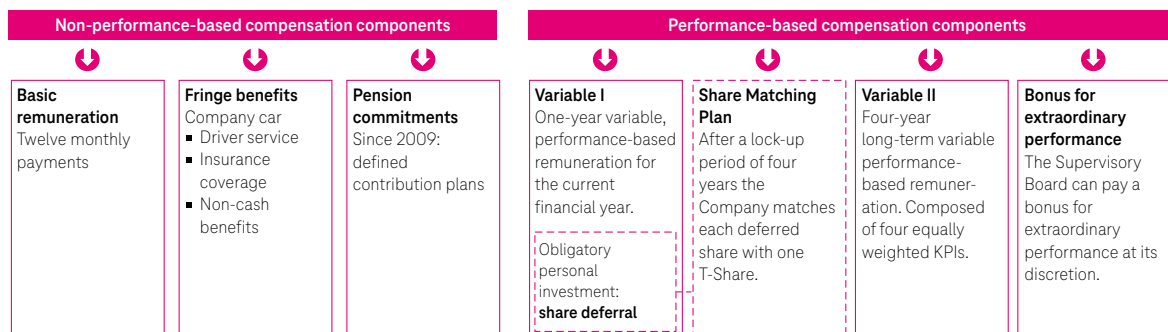 Non-performance-based compensation components
Performance-based compensation components
Basic
remuneration
Twelve monthly
payments
Fringe benefits
Company car
▪ Driver service
▪ Insurance
coverage
▪ Non-cash
benefits
Pension
commitments
Since 2009:
defined
contribution plans
Variable I
One-year variable,
performance-based
remuneration for
the current
financial year.
Obligatory
personal
investment:
share deferral
Share Matching
Plan
After a lock-up
period of four
years the
Company matches
each deferred
share with one
T-Share.
Variable II
Four-year
long-term variable
performance-
based remuner-
ation. Composed
of four equally
weighted KPIs.
Bonus for
extraordinary
performance
The Supervisory
Board can pay a
bonus for
extraordinary
performance at its
discretion.